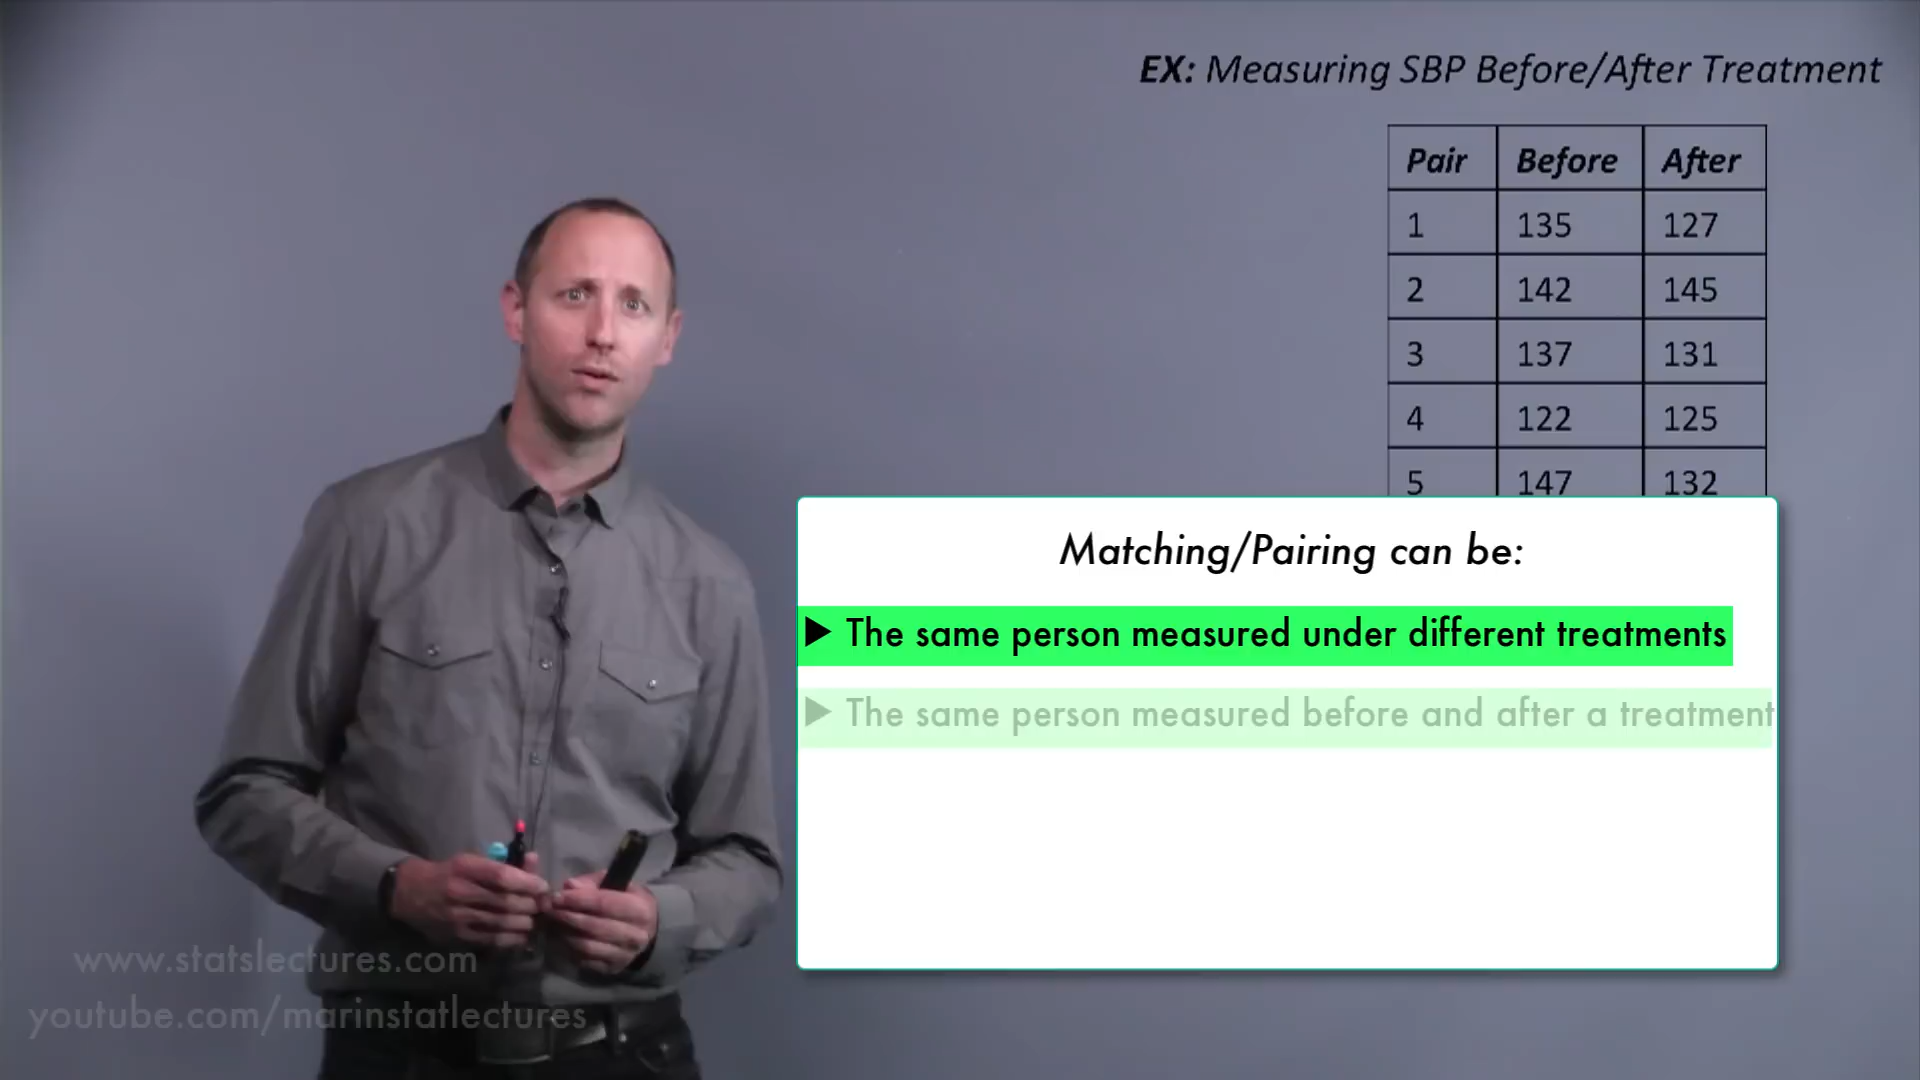 EX: Measuring SBP Before/After Treatment
Pair Before After
1 135 127
2 142 145
3 137 131
4 122 125
5 147 132
Matching/Pairing can be:
▶ The same person measured under different treatments
▶ The same person measured before and after a treatment
www.statslectures.com
youtube.com/marinstatlectures